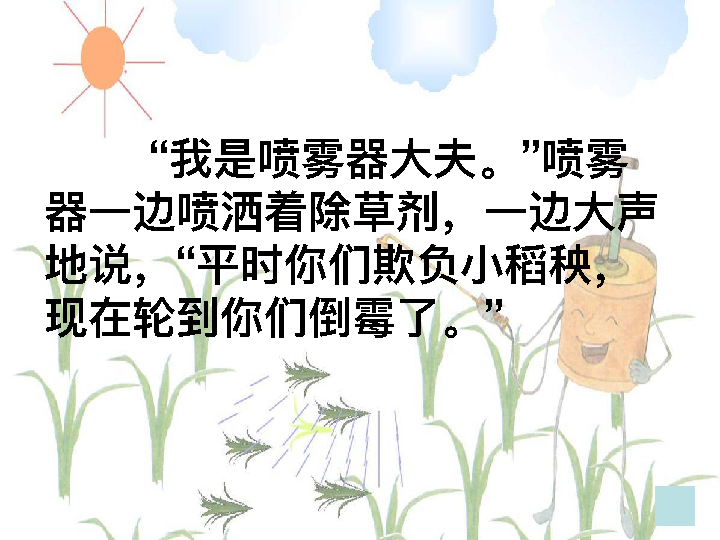 “我是喷雾器大夫。”喷雾
器一边喷洒着除草剂，一边大声
地说，“平时你们欺负小稻秧，
现在轮到你们倒霉了。”